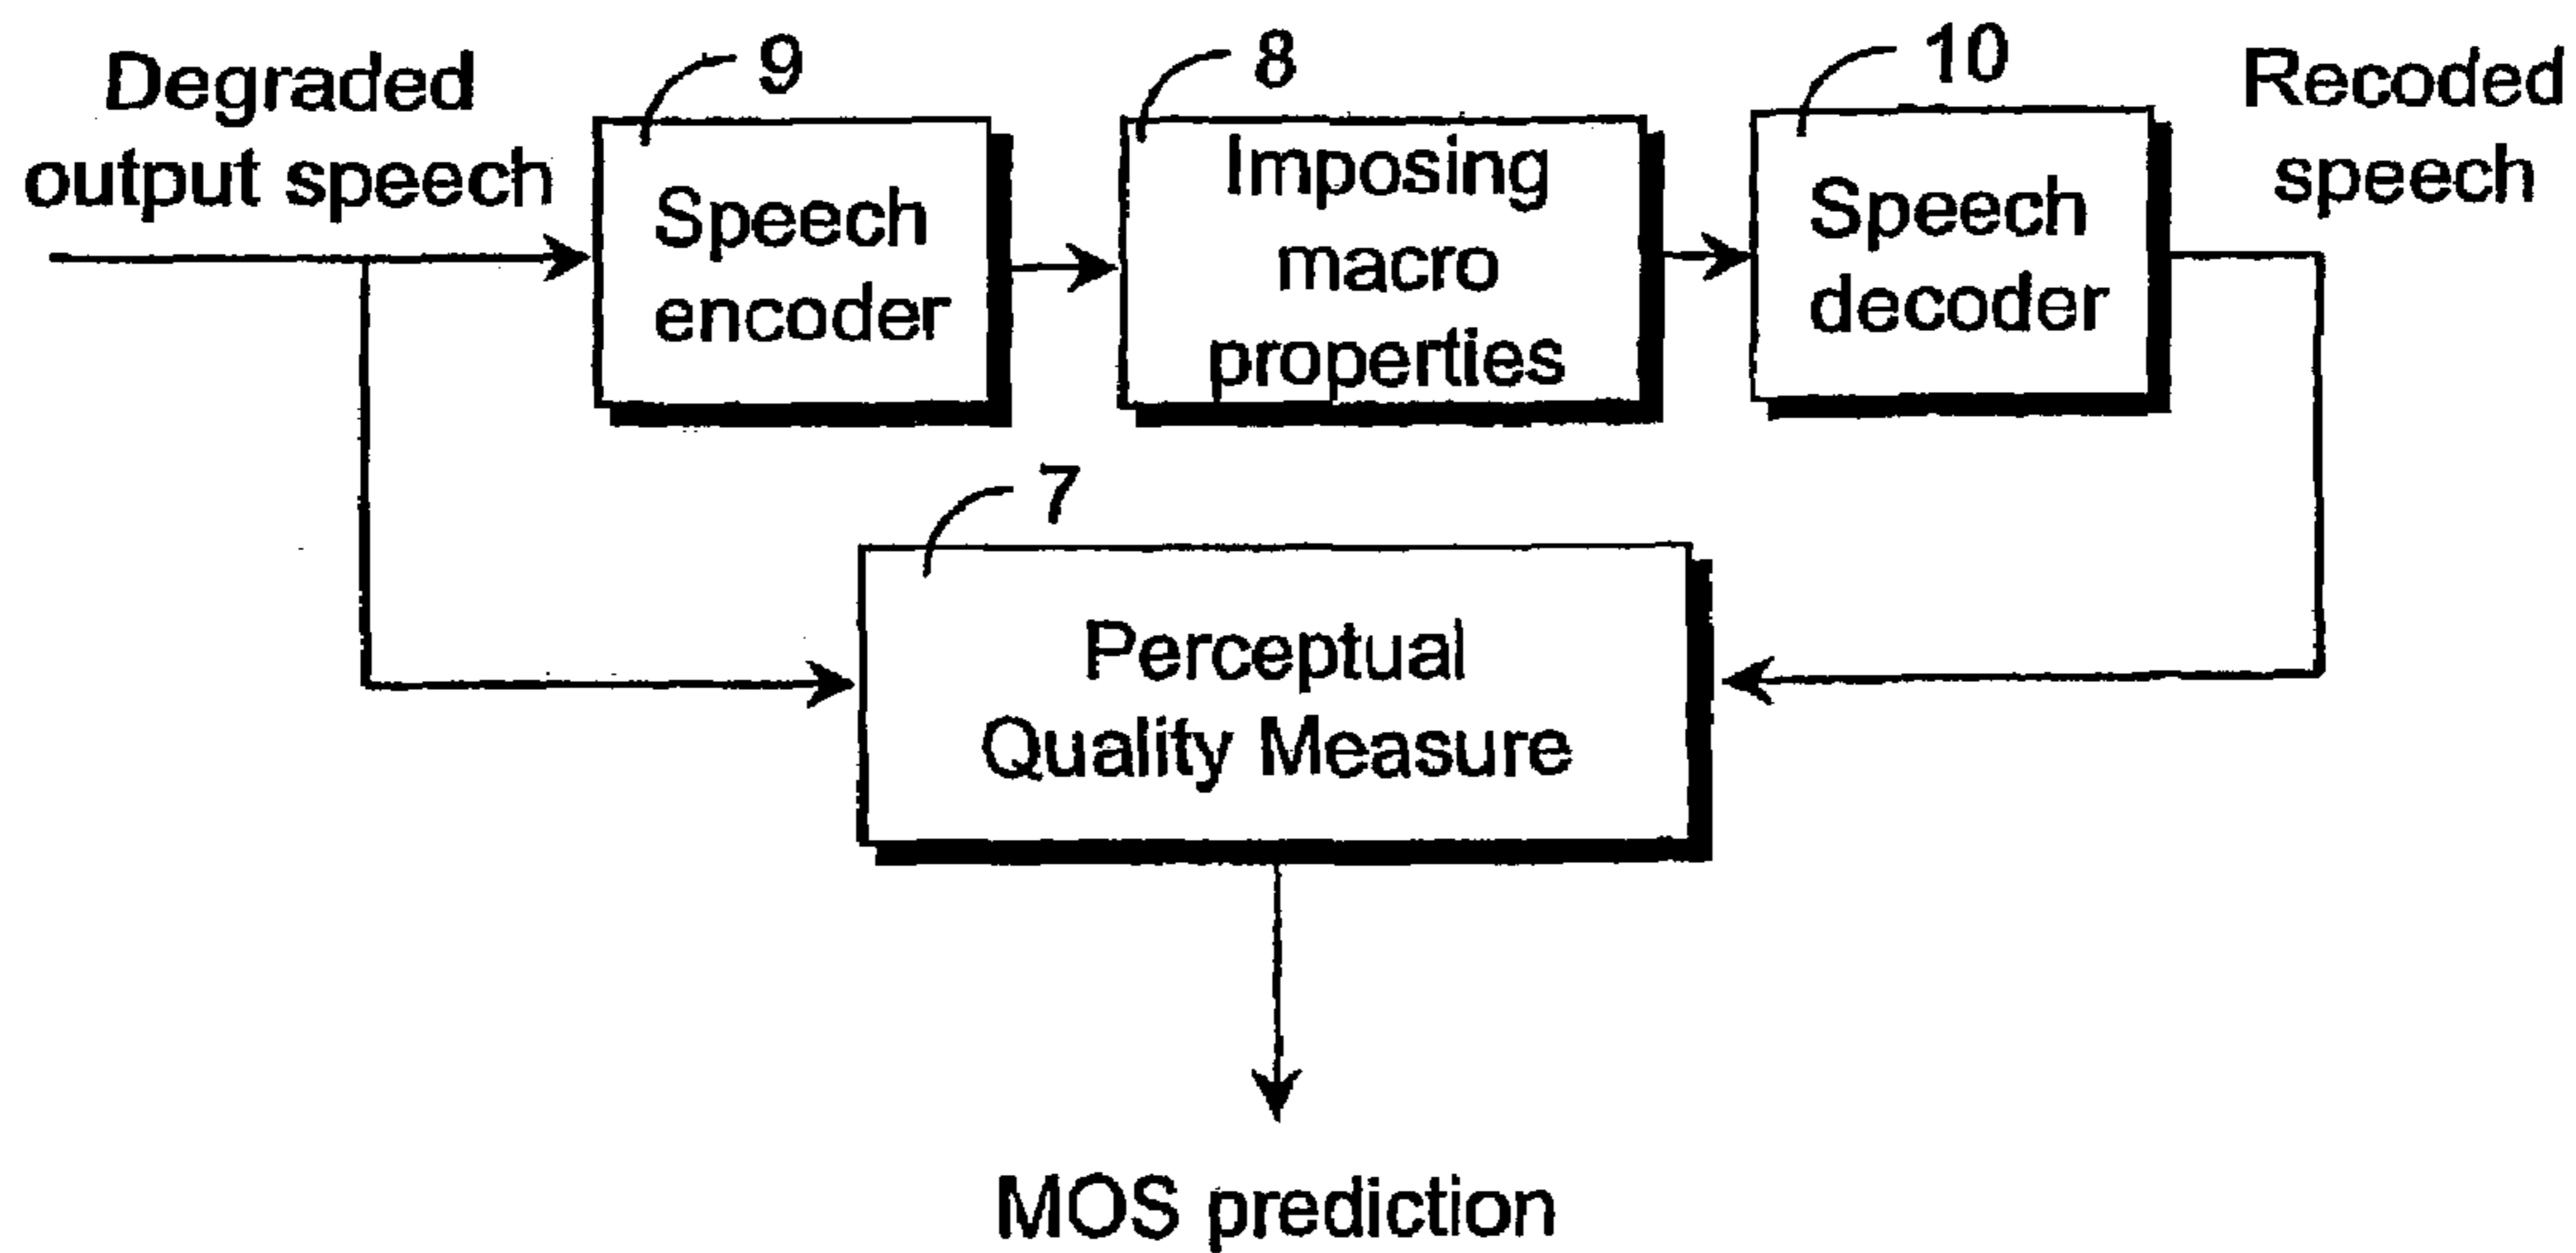 Degraded
output speech
9
Speech
encoder
8
Imposing
macro
properties
10
Speech
decoder
Recoded
speech
7
Perceptual
Quality Measure
MOS prediction